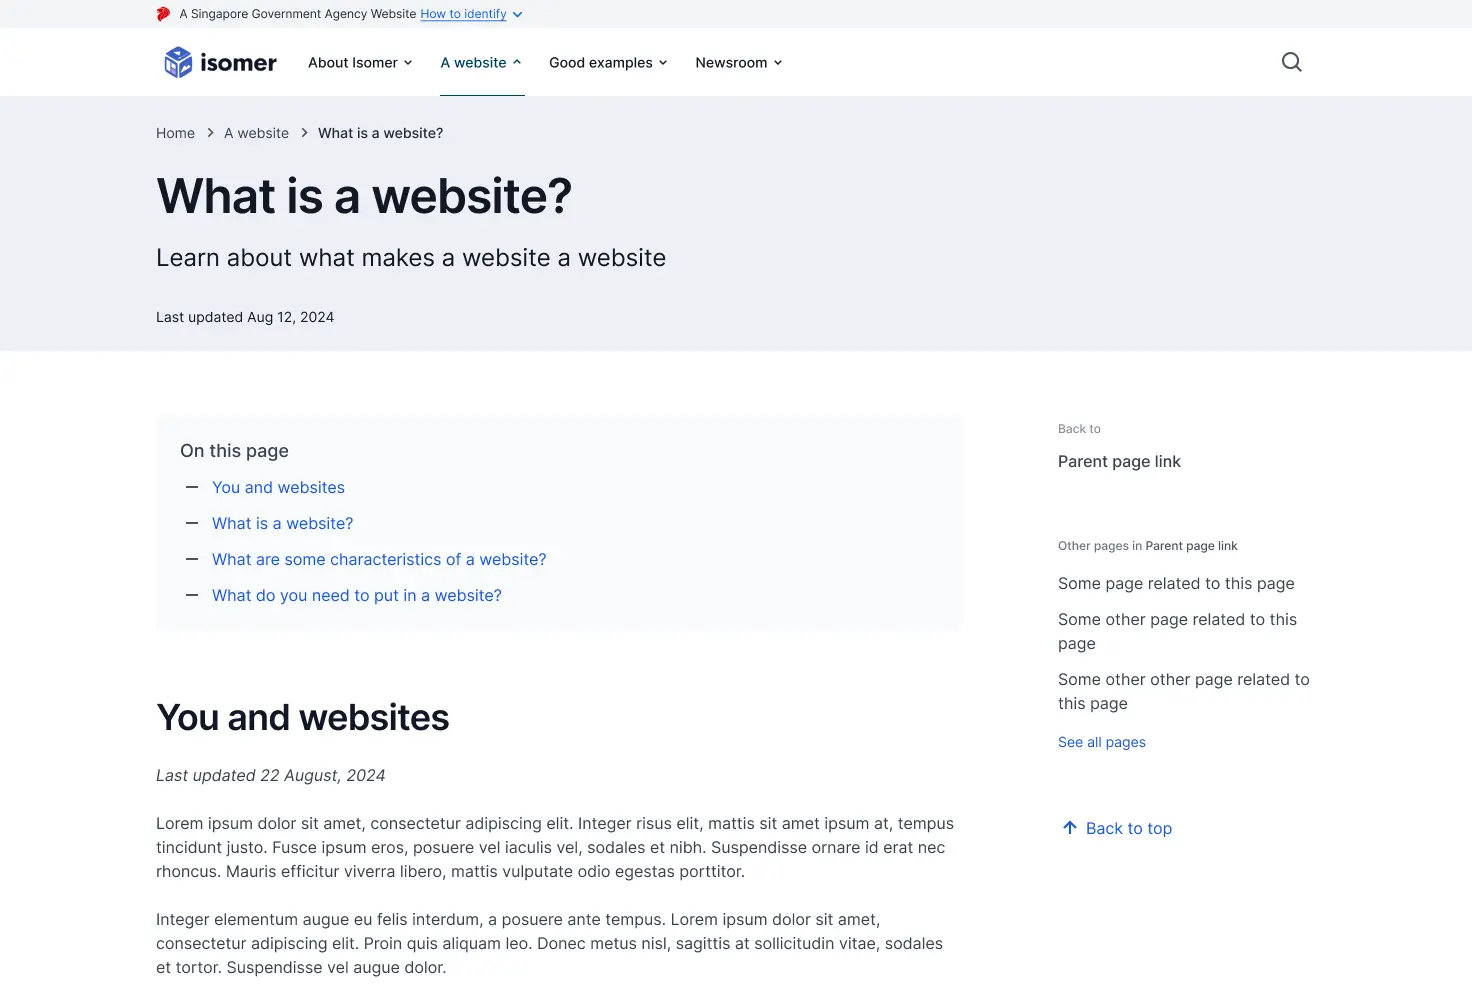 A Singapore Government Agency Website How to identify
isomer
About Isomer
A website
Good examples
Newsroom
Home
A website
What is a website?
What is a website?
Learn about what makes a website a website
Last updated Aug 12, 2024
On this page
You and websites
What is a website?
What are some characteristics of a website?
What do you need to put in a website?
You and websites
Last updated 22 August, 2024
Lorem ipsum dolor sit amet, consectetur adipiscing elit. Integer risus elit, mattis sit amet ipsum at, tempus
tincidunt justo. Fusce ipsum eros, posuere vel iaculis vel, sodales et nibh. Suspendisse ornare id erat nec
rhoncus. Mauris efficitur viverra libero, mattis vulputate odio egestas porttitor.
Integer elementum augue eu felis interdum, a posuere ante tempus. Lorem ipsum dolor sit amet,
consectetur adipiscing elit. Proin quis aliquam leo. Donec metus nisl, sagittis at sollicitudin vitae, sodales
et tortor. Suspendisse vel augue dolor.
Back to
Parent page link
Other pages in Parent page link
Some page related to this page
Some other page related to this
page
Some other other page related to
this page
See all pages
Back to top